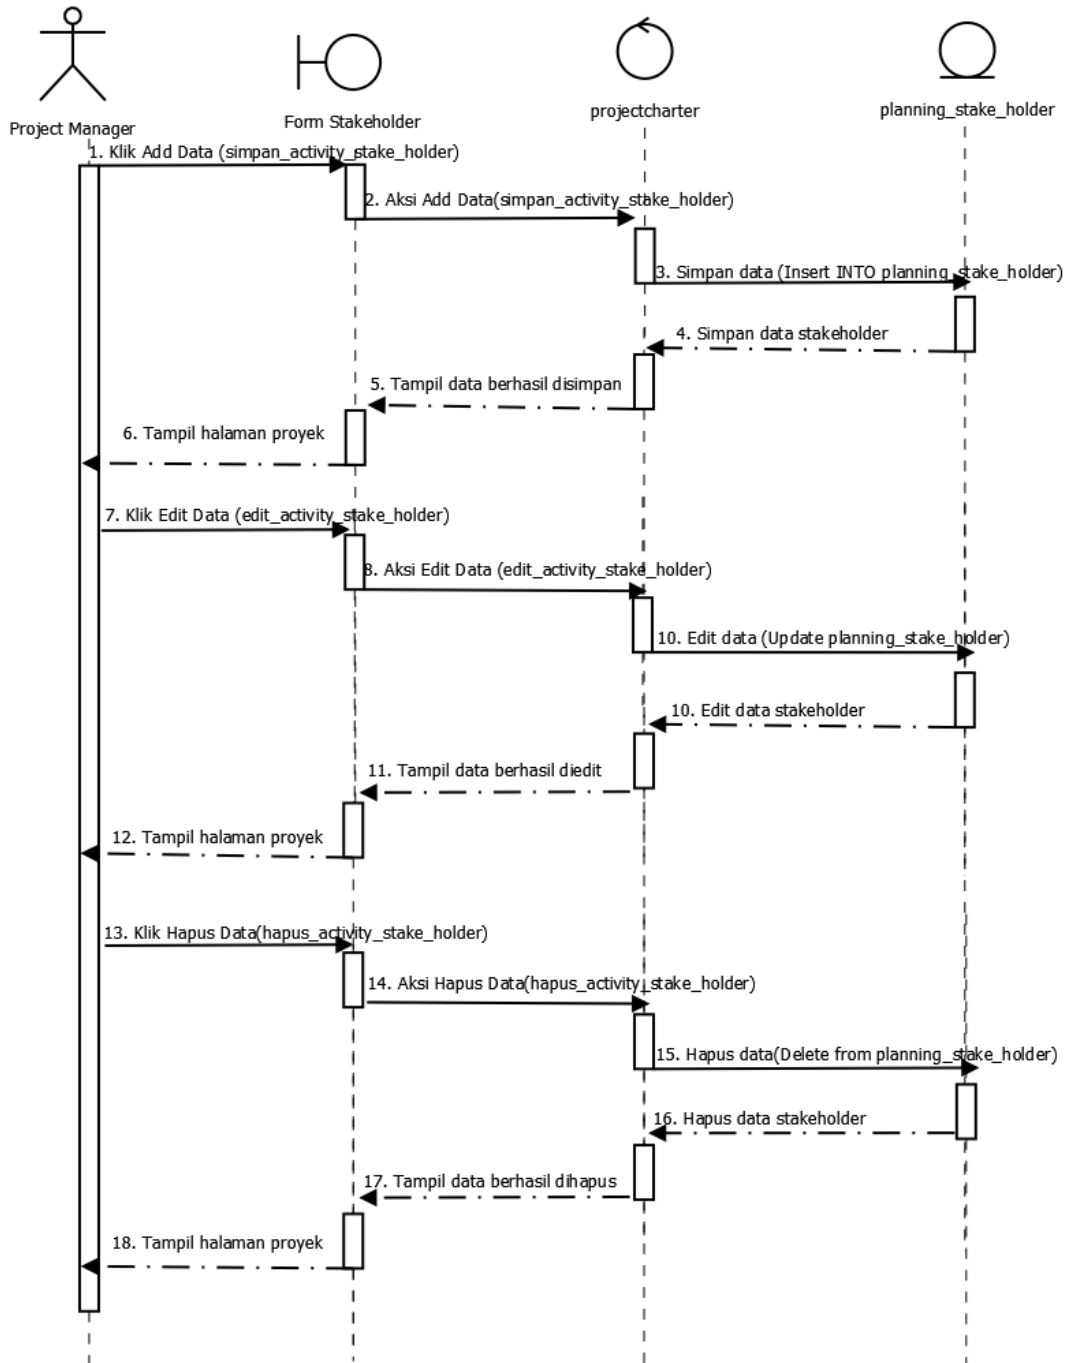 Project Manager
Form Stakeholder
projectcharter
planning_stake_holder
1. Klik Add Data (simpan_activity_stake_holder)
2. Aksi Add Data(simpan_activity_stake_holder)
3. Simpan data (Insert INTO planning_stake_holder)
4. Simpan data stakeholder
5. Tampil data berhasil disimpan
6. Tampil halaman proyek
7. Klik Edit Data (edit_activity_stake_holder)
8. Aksi Edit Data (edit_activity_stake_holder)
10. Edit data (Update planning_stake_holder)
10. Edit data stakeholder
11. Tampil data berhasil diedit
12. Tampil halaman proyek
13. Klik Hapus Data(hapus_activity_stake_holder)
14. Aksi Hapus Data(hapus_activity_stake_holder)
15. Hapus data(Delete from planning_stake_holder)
16. Hapus data stakeholder
17. Tampil data berhasil dihapus
18. Tampil halaman proyek